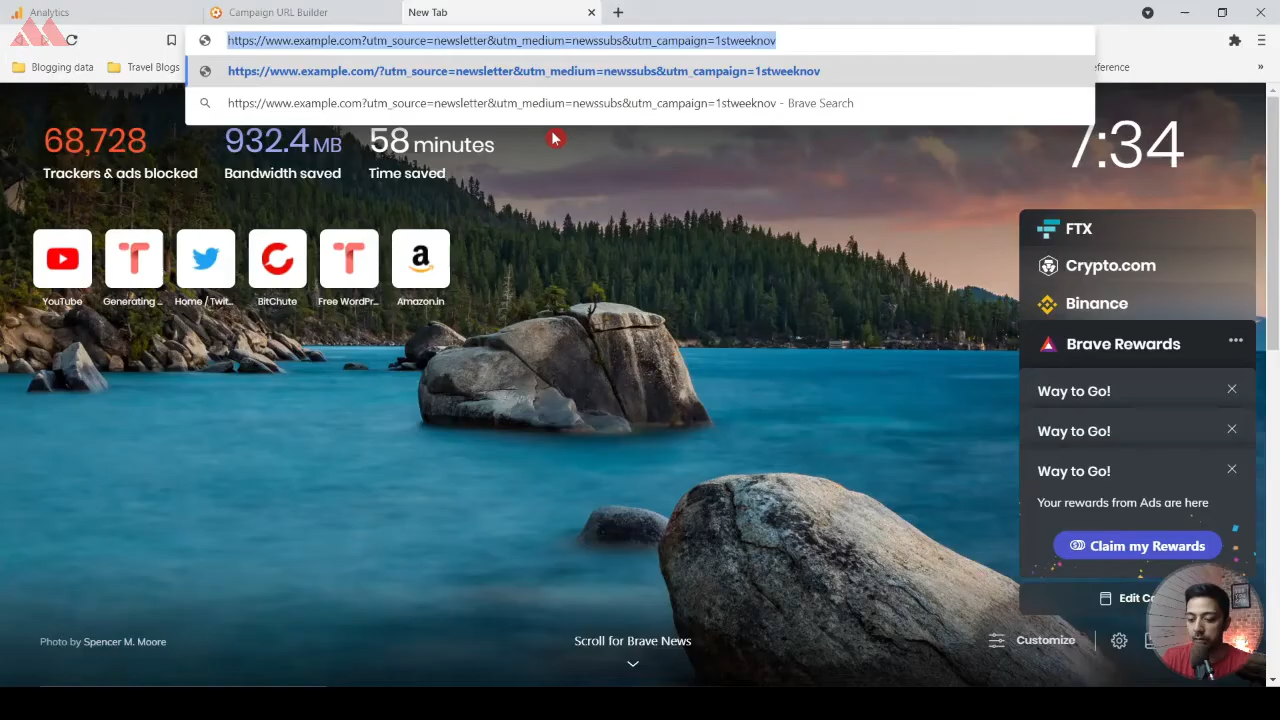 Analytics
Campaign URL Builder
New Tab
https://www.example.com?utm_source=newsletter&utm_medium=newssubs&utm_campaign=1stweeknov
Blogging data
Travel Blogs
https://www.example.com/?utm_source=newsletter&utm_medium=newssubs&utm_campaign=1stweeknov
erence
https://www.example.com?utm_source=newsletter&utm_medium=newssubs&utm_campaign=1stweeknov - Brave Search
68,728
932.4 MB
58 minutes
7:34
Trackers & ads blocked
Bandwidth saved
Time saved
FTX
Crypto.com
Binance
YouTube
Generating ...
Home / Twit...
BitChute
Free WordPr...
Amazon.in
Brave Rewards
Way to Go!
Way to Go!
Way to Go!
Your rewards from Ads are here
Claim my Rewards
Edit C
Photo by Spencer M. Moore
Scroll for Brave News
Customize